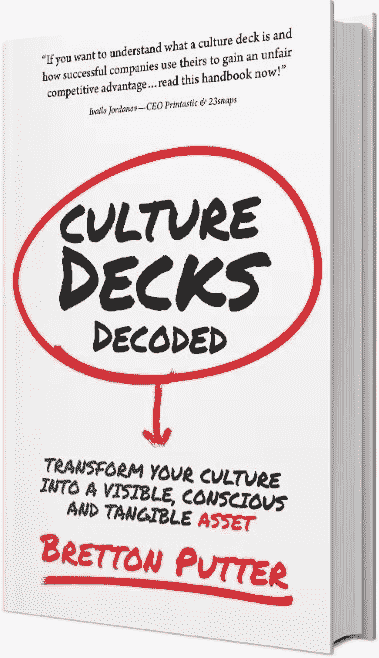 “If you want to understand what a culture deck is and
how successful companies use theirs to gain an unfair
competitive advantage...read this handbook now!”
Ivailo Jordanov—CEO Printastic & 23snaps
CULTURE
DECKS
DECODED
TRANSFORM YOUR CULTURE
INTO A VISIBLE, CONSCIOUS
AND TANGIBLE ASSET
BRETTON PUTTER